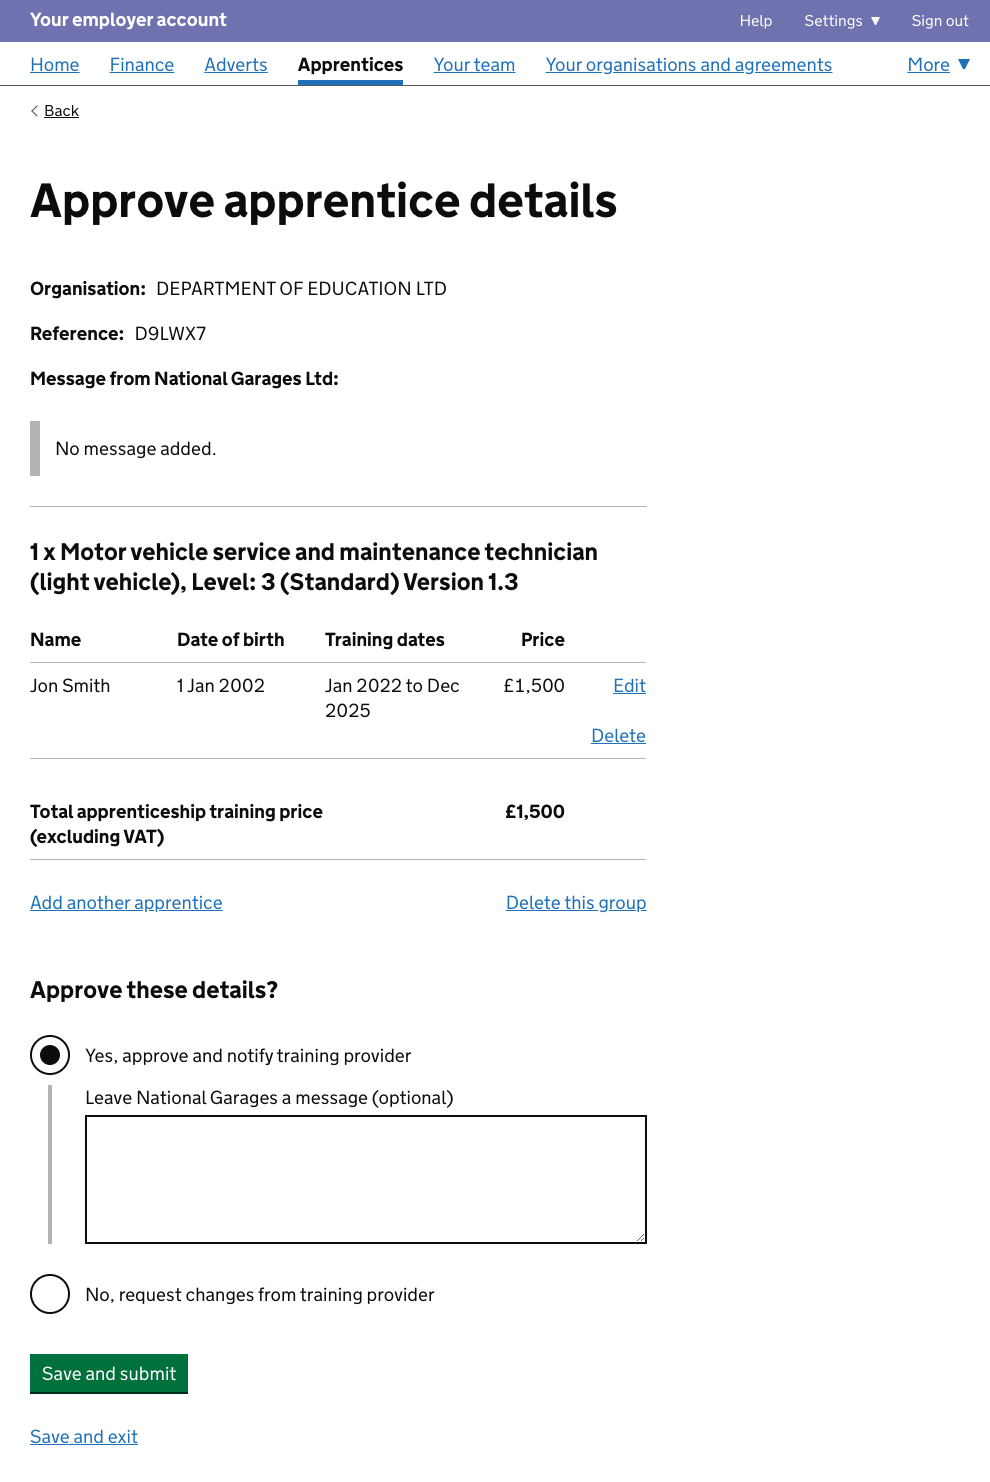 Your employer account
Help Settings ▼ Sign out
Home Finance Adverts Apprentices Your team Your organisations and agreements More ▼
Back
Approve apprentice details
Organisation: DEPARTMENT OF EDUCATION LTD
Reference: D9LWX7
Message from National Garages Ltd:
No message added.
1 x Motor vehicle service and maintenance technician
(light vehicle), Level: 3 (Standard) Version 1.3
Name Date of birth Training dates Price
Jon Smith 1 Jan 2002 Jan 2022 to Dec £1,500 Edit
2025
Delete
Total apprenticeship training price £1,500
(excluding VAT)
Add another apprentice Delete this group
Approve these details?
Yes, approve and notify training provider
Leave National Garages a message (optional)
No, request changes from training provider
Save and submit
Save and exit